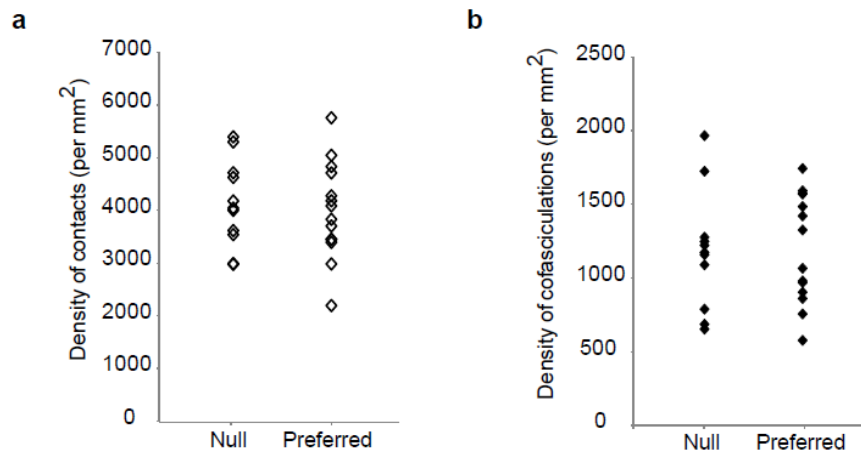 a
Density of contacts (per mm²)
7000
6000
5000
4000
3000
2000
1000
0
Null Preferred
b
Density of cofasciculations (per mm²)
2500
2000
1500
1000
500
0
Null Preferred